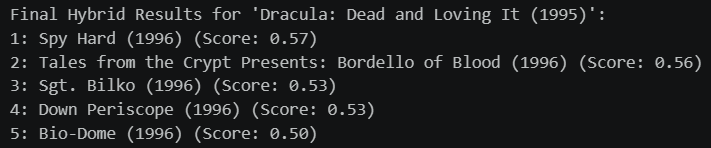 Final Hybrid Results for 'Dracula: Dead and Loving It (1995)':
1: Spy Hard (1996) (Score: 0.57)
2: Tales from the Crypt Presents: Bordello of Blood (1996) (Score: 0.56)
3: Sgt. Bilko (1996) (Score: 0.53)
4: Down Periscope (1996) (Score: 0.53)
5: Bio-Dome (1996) (Score: 0.50)